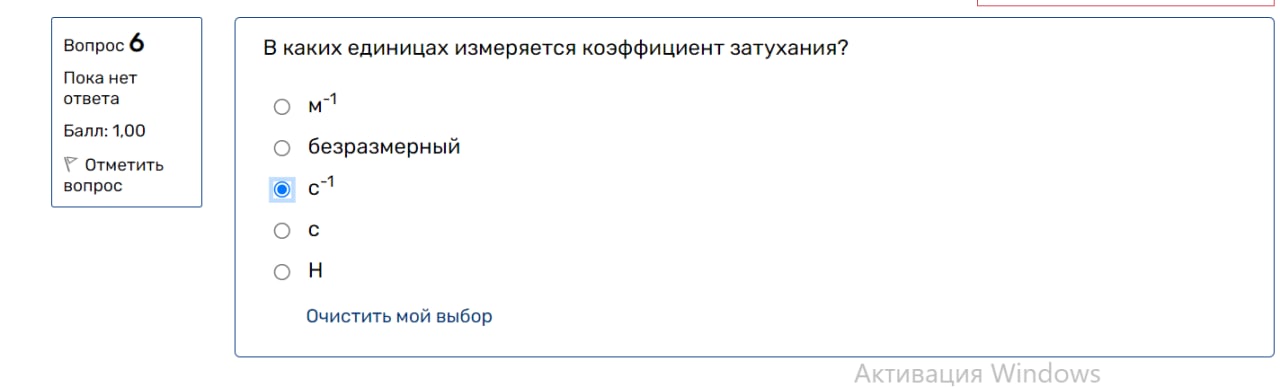 Вопрос 6
Пока нет
ответа
Балл: 1,00
Отметить
вопрос
В каких единицах измеряется коэффициент затухания?
м⁻¹
безразмерный
с⁻¹
с
Н
Очистить мой выбор
Активация Windows